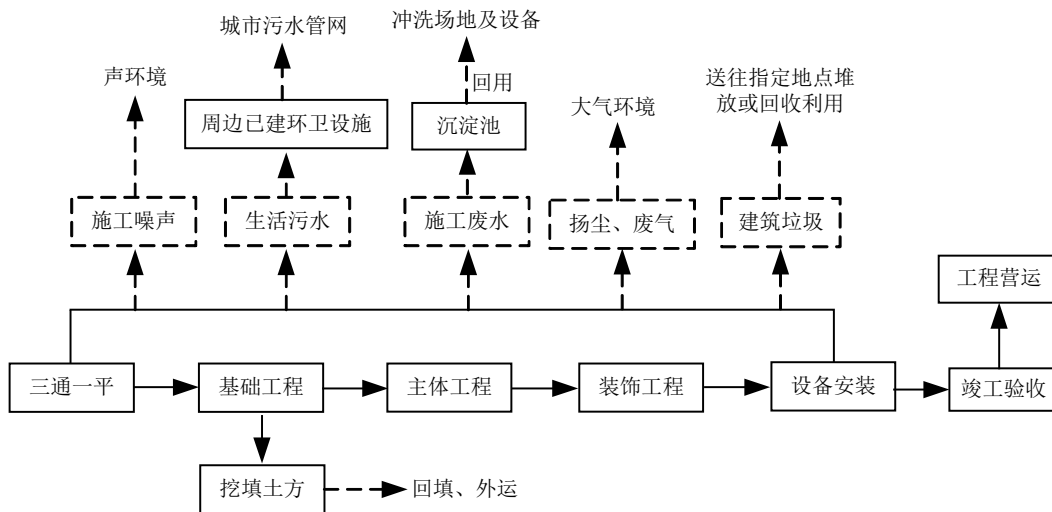 城市污水管网
冲洗场地及设备
声环境
回用
送往指定地点堆
放或回收利用
大气环境
周边已建环卫设施
沉淀池
施工噪声
生活污水
施工废水
扬尘、废气
建筑垃圾
工程营运
三通一平
基础工程
主体工程
装饰工程
设备安装
竣工验收
挖填土方
回填、外运